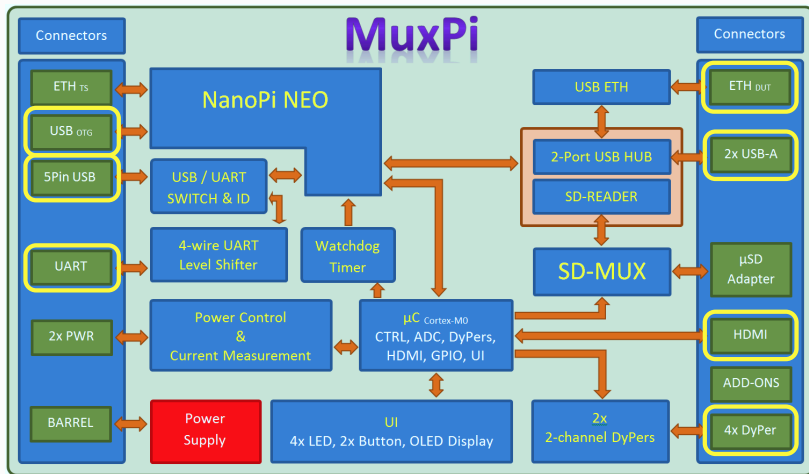 MuxPi
Connectors
ETH TS
USB OTG
5Pin USB
UART
2x PWR
BARREL
NanoPi NEO
USB / UART
SWITCH & ID
4-wire UART
Level Shifter
Watchdog
Timer
Power Control
&
Current Measurement
µC Cortex-M0
CTRL, ADC, DyPers,
HDMI, GPIO, UI
Power
Supply
UI
4x LED, 2x Button, OLED Display
USB ETH
2-Port USB HUB
SD-READER
SD-MUX
2x
2-channel DyPers
Connectors
ETH DUT
2x USB-A
µSD
Adapter
HDMI
ADD-ONS
4x DyPer